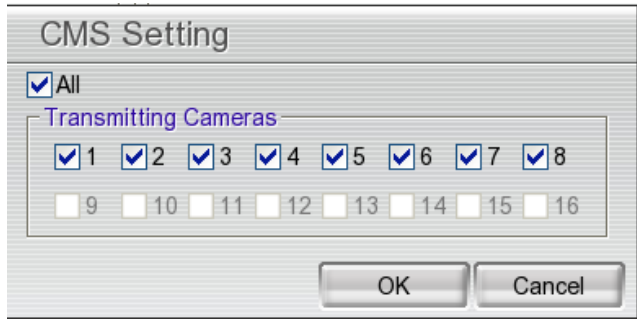 CMS Setting
All
Transmitting Cameras
1 2 3 4 5 6 7 8
9 10 11 12 13 14 15 16
OK Cancel